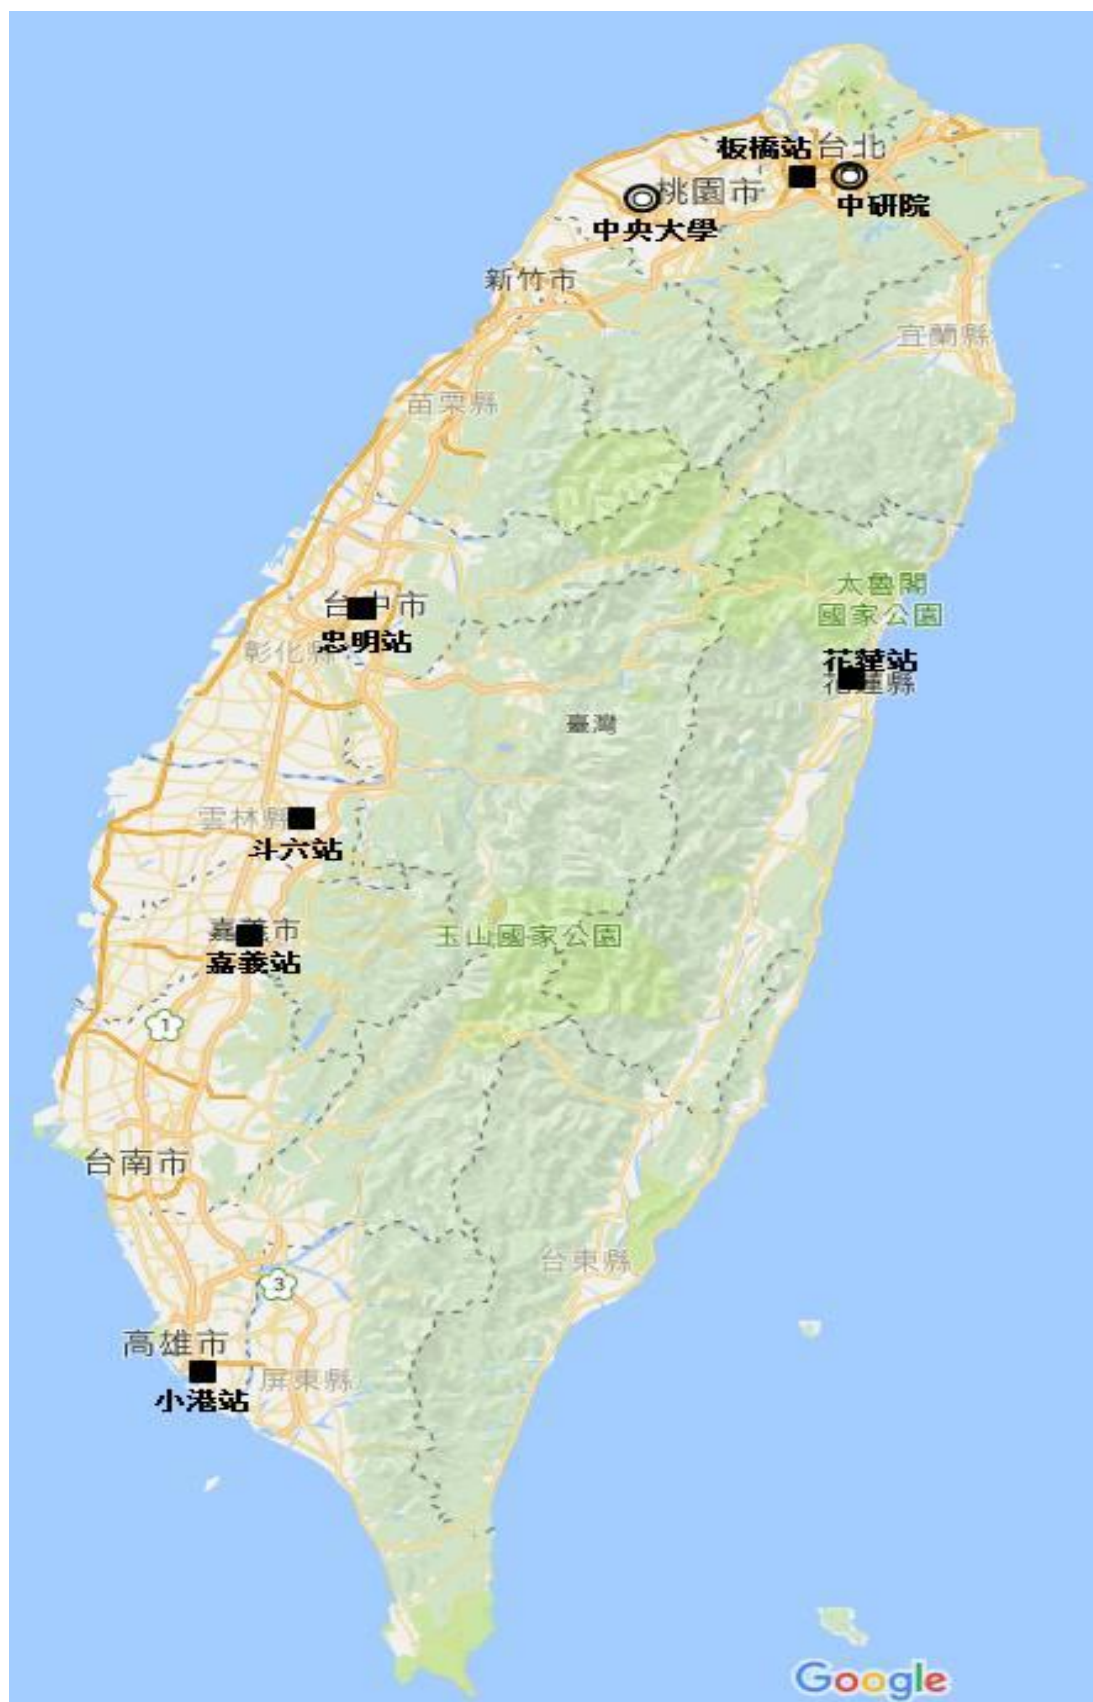 板橋站
台北
桃園市
中研院
中央大學
新竹市
宜蘭縣
苗栗縣
太魯閣
國家公園
台中市
忠明站
彰化縣
花蓮站
花蓮縣
臺灣
雲林縣
斗六站
嘉義市
玉山國家公園
嘉義站
1
台南市
台東縣
3
高雄市
屏東縣
小港站
Google